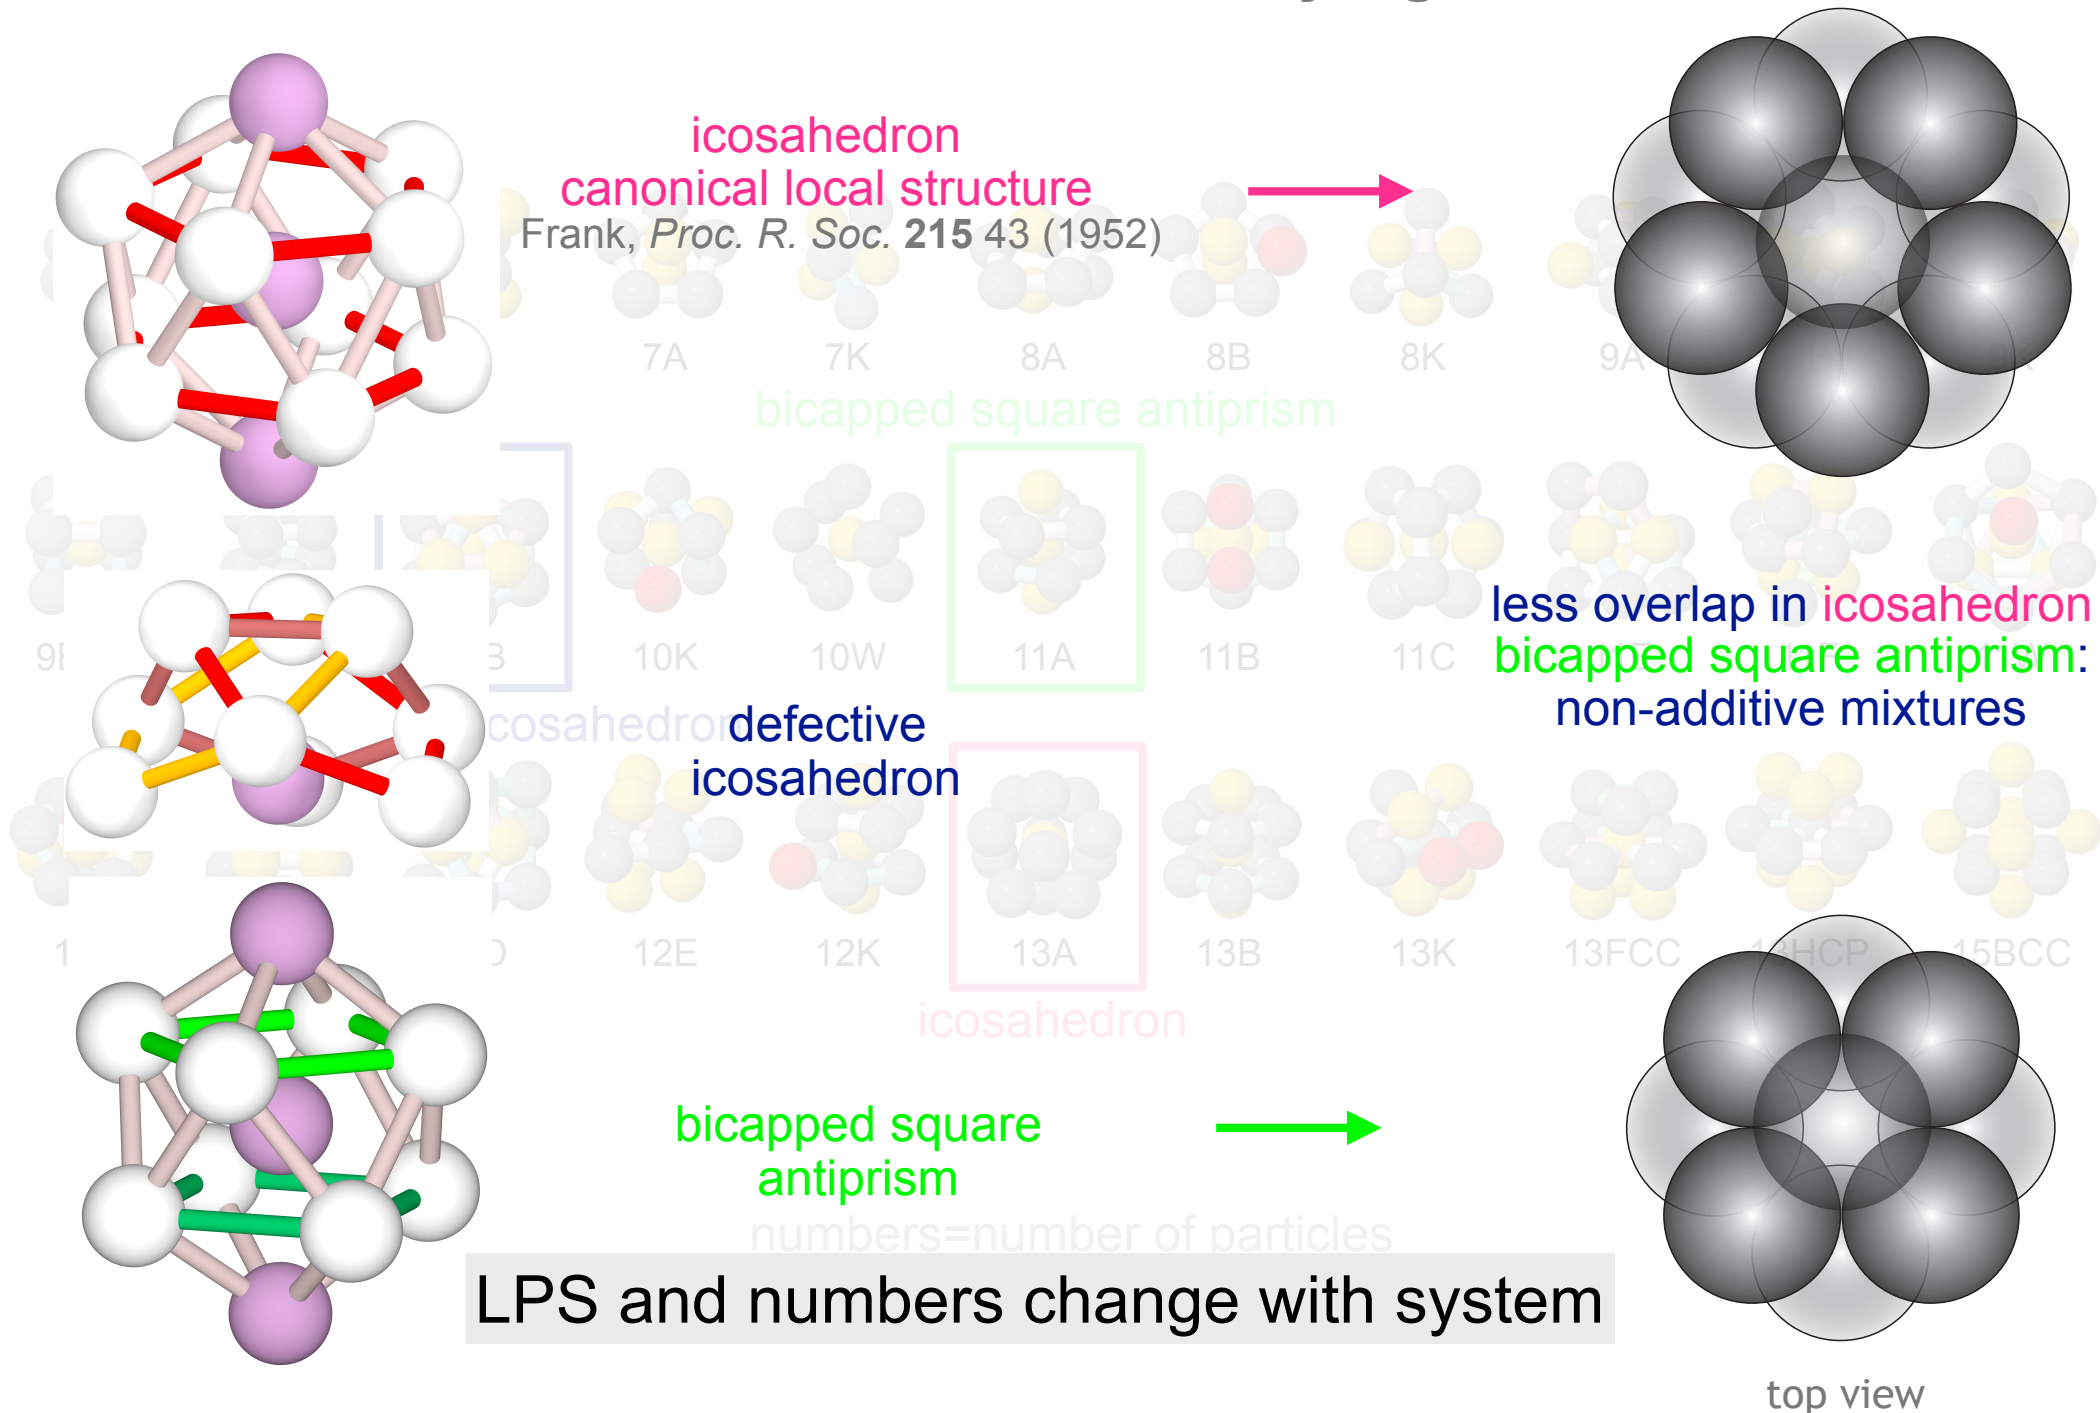 icosahedron
canonical local structure
Frank, Proc. R. Soc. 215 43 (1952)
7A 7K 8A 8B 8K 9A
bicapped square antiprism
less overlap in icosahedron
bicapped square antiprism:
non-additive mixtures
B 10K 10W 11A 11B 11C
defective
icosahedron
12E 12K 13A 13B 13K 13FCC 13HCP 15BCC
icosahedron
bicapped square
antiprism
numbers=number of particles
LPS and numbers change with system
top view